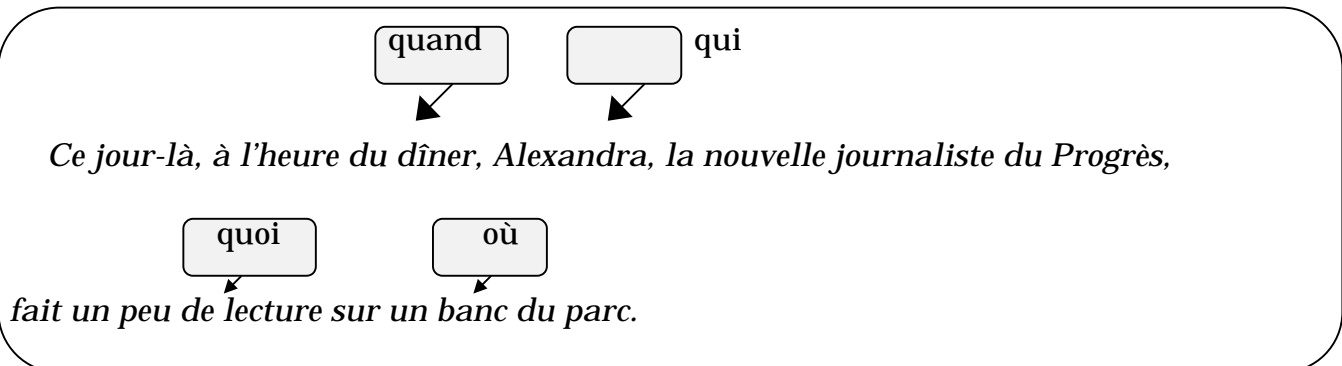 quand qui
Ce jour-là, à l'heure du dîner, Alexandra, la nouvelle journaliste du Progrès,
quoi où
fait un peu de lecture sur un banc du parc.